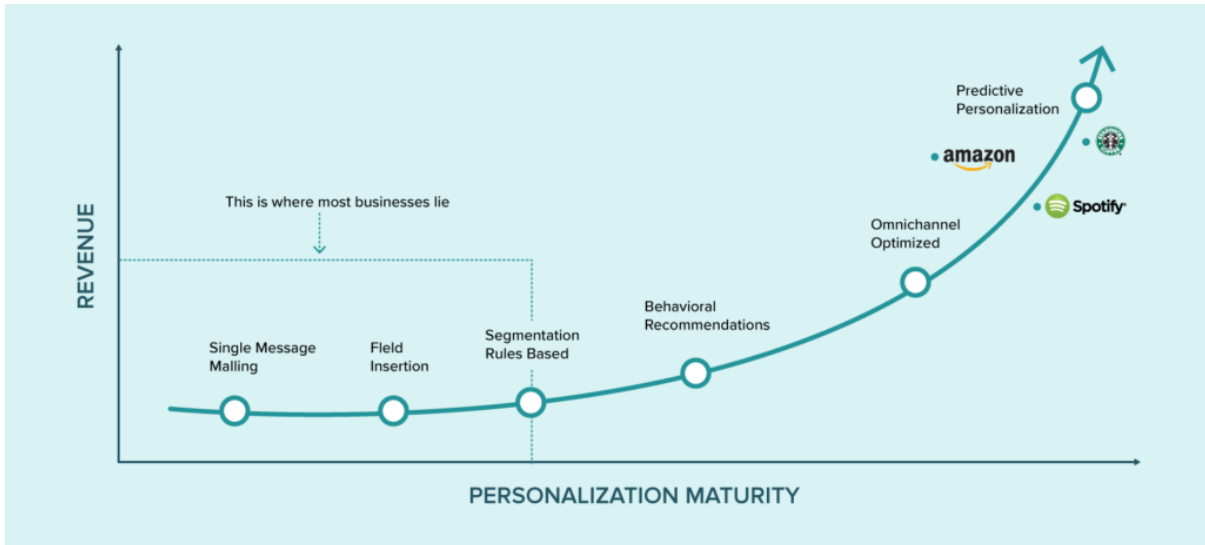 Predictive
Personalization
amazon
Spotify
This is where most businesses lie
Omnichannel
Optimized
REVENUE
Behavioral
Recommendations
Segmentation
Rules Based
Single Message
Malling
Fleld
Insertion
PERSONALIZATION MATURITY